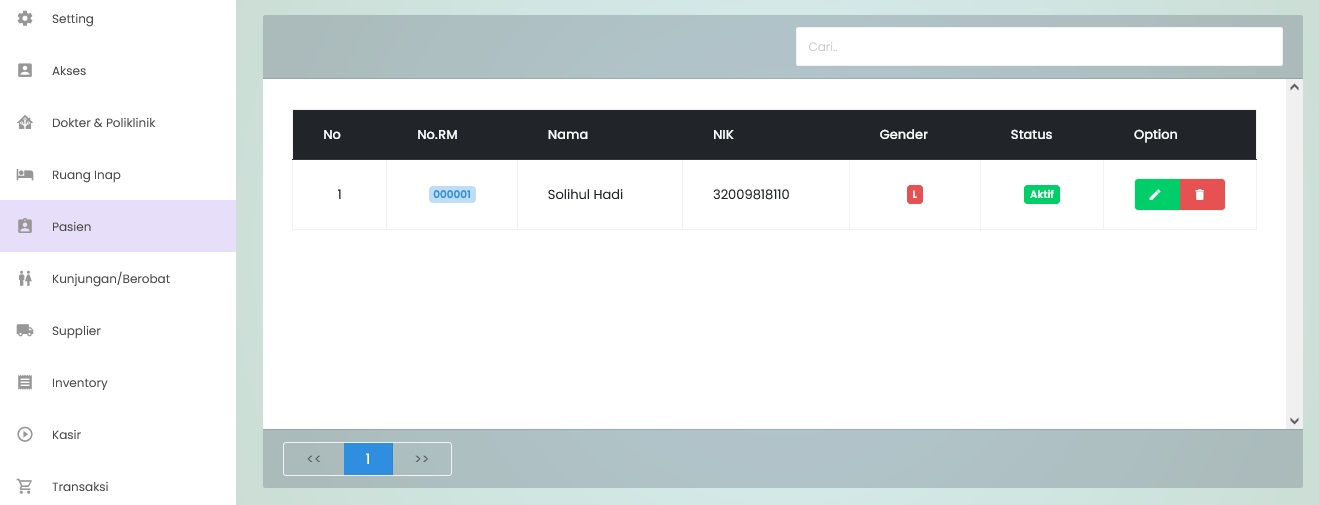 Setting
Akses
Dokter & Poliklinik
Ruang Inap
Pasien
Kunjungan/Berobat
Supplier
Inventory
Kasir
Transaksi
Cari..
No No.RM Nama NIK Gender Status Option
1 000001 Solihul Hadi 32009818110 L Aktif
<< 1 >>